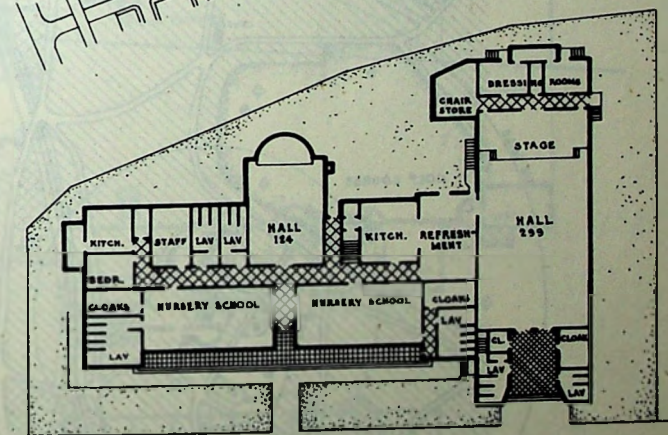 DRESSING ROOMS
CHAIR
STORE
STAGE
HALL
299
HALL
124
KITCH.
STAFF
LAV
LAV
KITCH.
REFRESH-
MENT
BEDR.
CLOAKS
NURSERY SCHOOL
NURSERY SCHOOL
CLOAKS
LAV
LAV
CL.
LAV
CLOAK
LAV